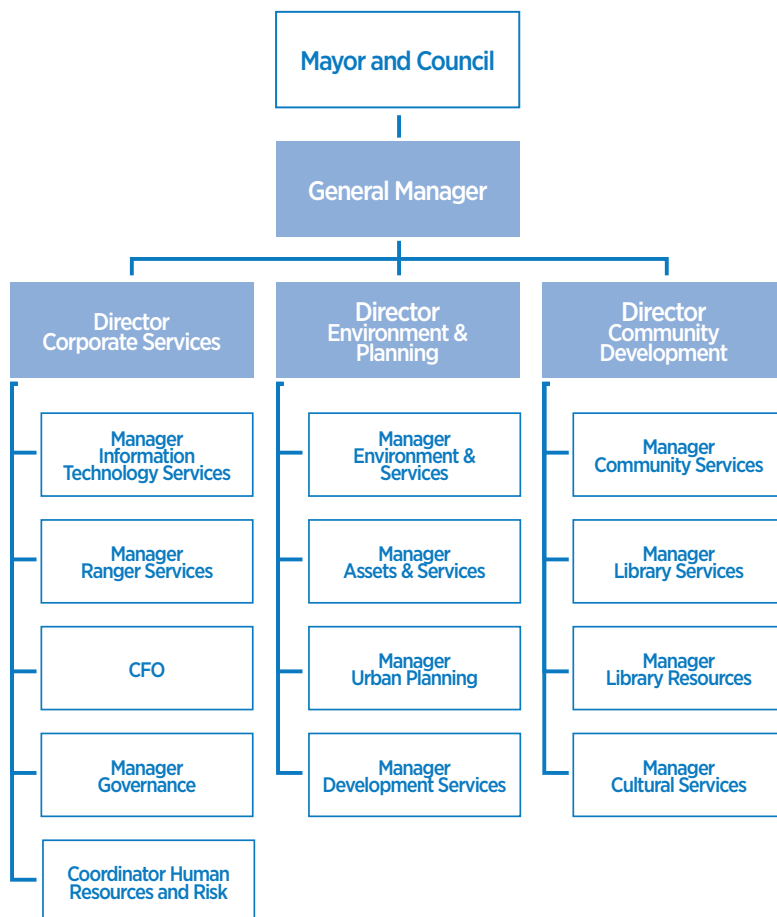 Mayor and Council
General Manager
Director
Corporate Services
Director
Environment &
Planning
Director
Community
Development
Manager
Information
Technology Services
Manager
Ranger Services
CFO
Manager
Governance
Coordinator Human
Resources and Risk
Manager
Environment &
Services
Manager
Assets & Services
Manager
Urban Planning
Manager
Development Services
Manager
Community Services
Manager
Library Services
Manager
Library Resources
Manager
Cultural Services